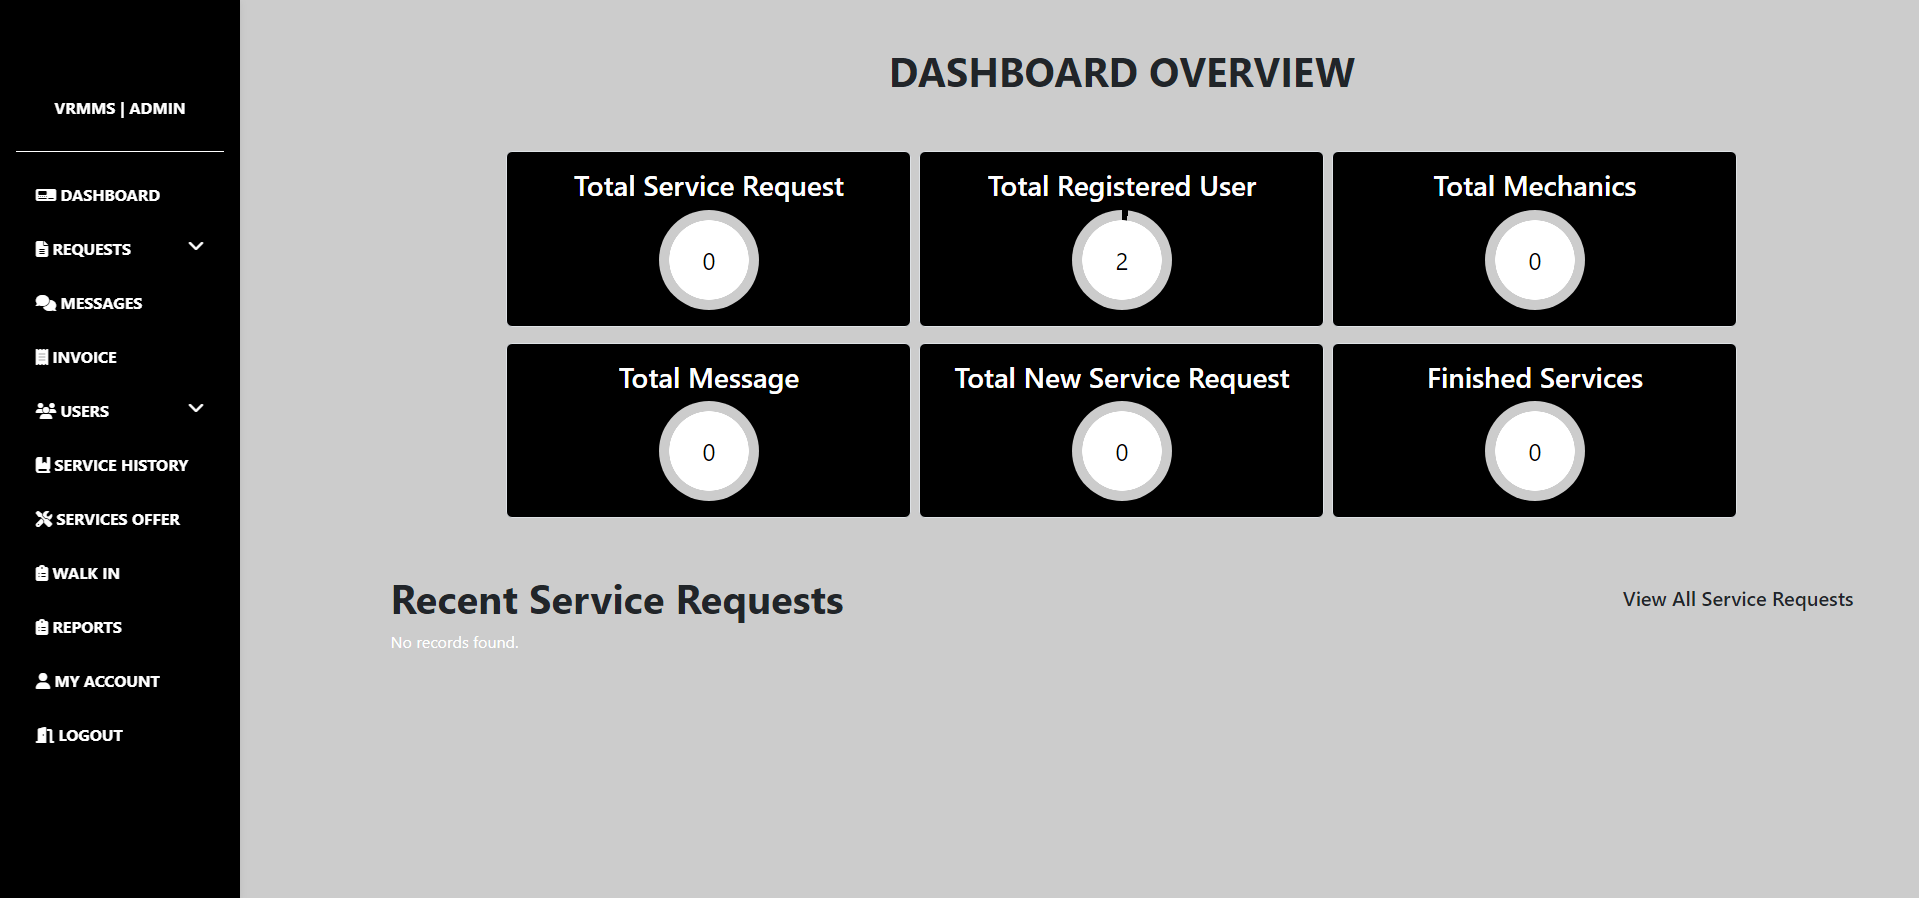 VRMMS | ADMIN
DASHBOARD
REQUESTS
MESSAGES
INVOICE
USERS
SERVICE HISTORY
SERVICES OFFER
WALK IN
REPORTS
MY ACCOUNT
LOGOUT
DASHBOARD OVERVIEW
Total Service Request
0
Total Registered User
2
Total Mechanics
0
Total Message
0
Total New Service Request
0
Finished Services
0
Recent Service Requests
View All Service Requests
No records found.